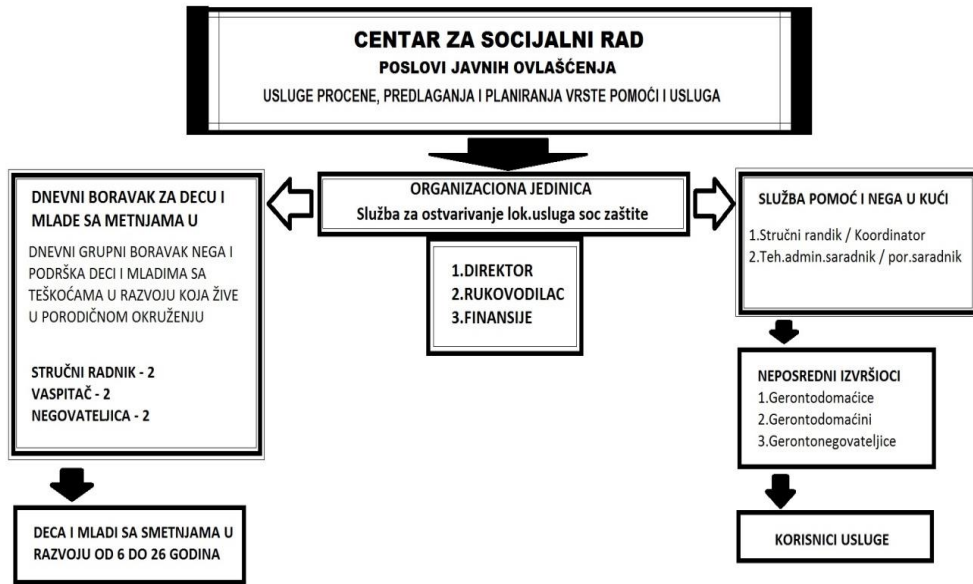 CENTAR ZA SOCIJALNI RAD
POSLOVI JAVNIH OVLAŠĆENJA
USLUGE PROCENE, PREDLAGANJA I PLANIRANJA VRSTE POMOĆI I USLUGA
DNEVNI BORAVAK ZA DECU I
MLADE SA METNJAMA U
DNEVNI GRUPNI BORAVAK NEGA I
PODRŠKA DECI I MLADIMA SA
TEŠKOĆAMA U RAZVOJU KOJA ŽIVE
U PORODIČNOM OKRUŽENJU
STRUČNI RADNIK - 2
VASPITAČ - 2
NEGOVATELJICA - 2
DECA I MLADI SA SMETNJAMA U
RAZVOJU OD 6 DO 26 GODINA
ORGANIZACIONA JEDINICA
Služba za ostvarivanje lok.usluga soc zaštite
1.DIREKTOR
2.RUKOVODILAC
3.FINANSIJE
SLUŽBA POMOĆ I NEGA U KUĆI
1.Stručni randik / Koordinator
2.Teh.admin.saradnik / por.saradnik
NEPOSREDNI IZVRŠIOCI
1.Gerontodomaćice
2.Gerontodomaćini
3.Gerontonegovateljice
KORISNICI USLUGE